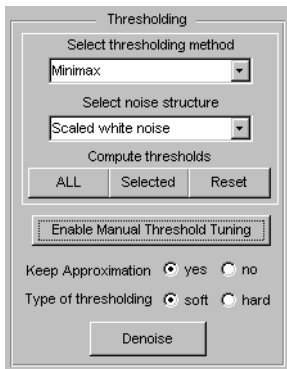 Thresholding
Select thresholding method
Minimax
Select noise structure
Scaled white noise
Compute thresholds
ALL Selected Reset
Enable Manual Threshold Tuning
Keep Approximation yes no
Type of thresholding soft hard
Denoise